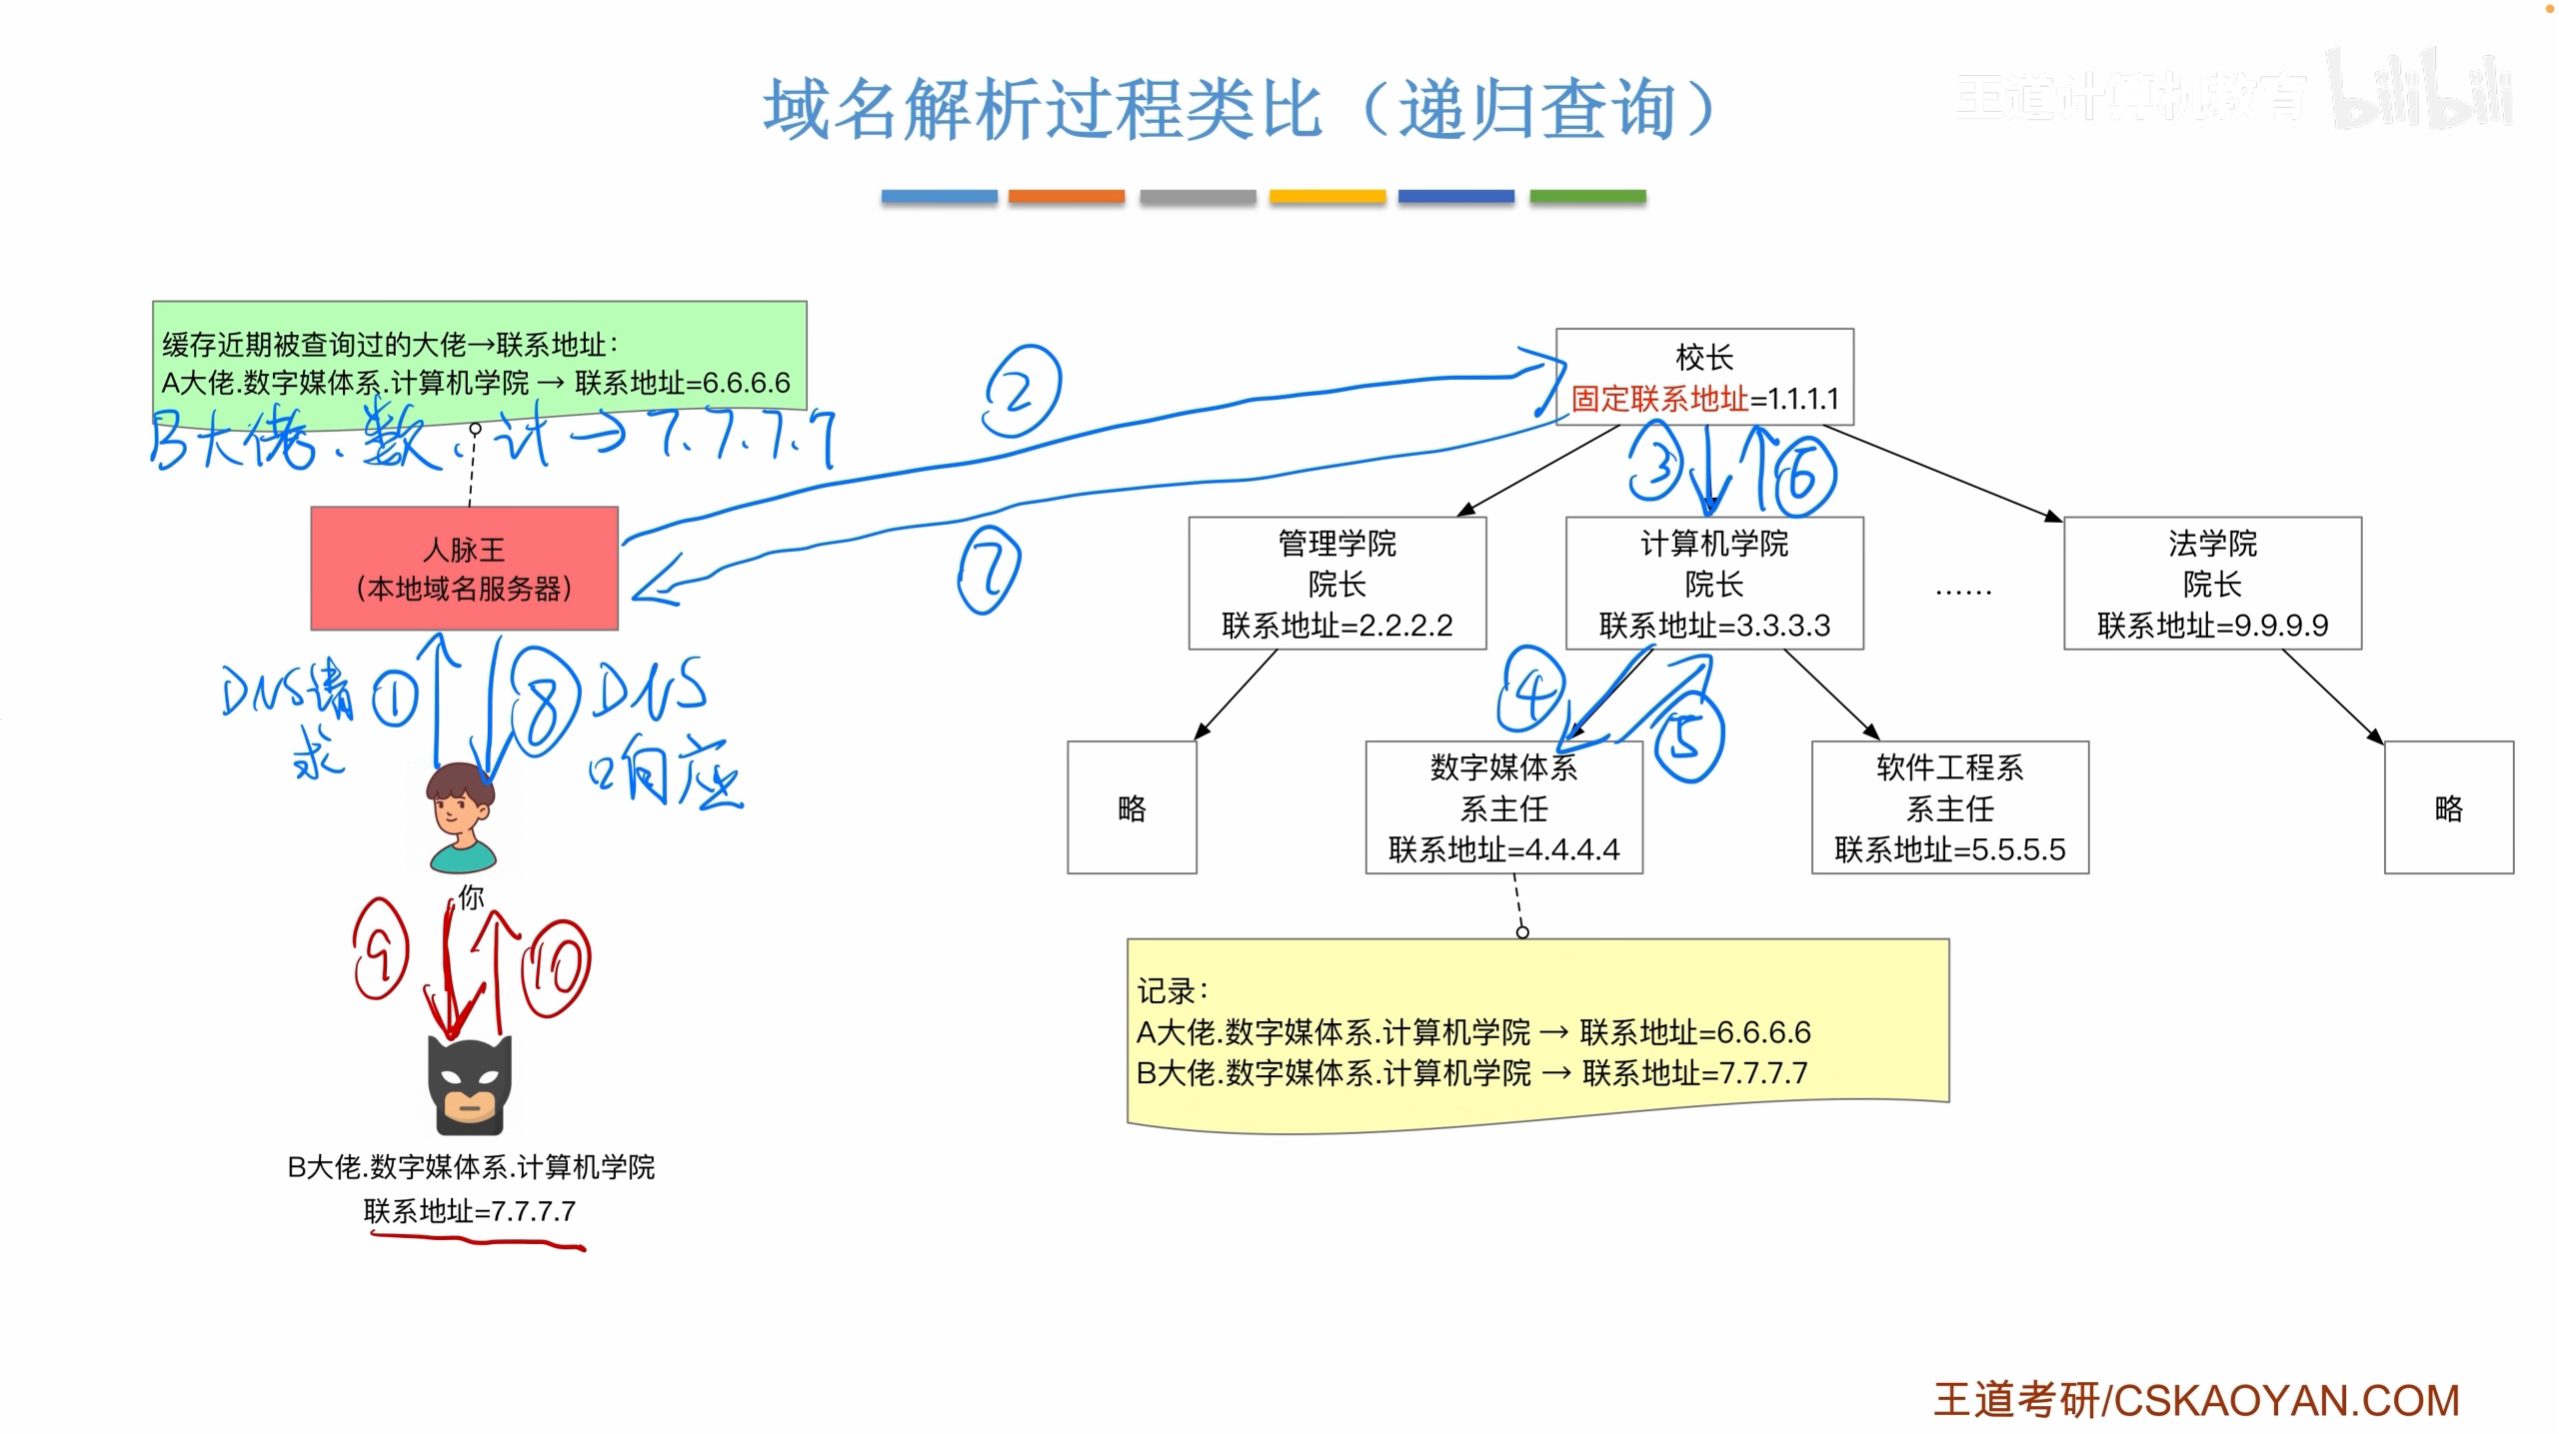 域名解析过程类比（递归查询）
王道计算机教育 bilibili
缓存近期被查询过的大佬→联系地址：
A大佬.数字媒体系.计算机学院 → 联系地址=6.6.6.6
B大佬.数.计→7.7.7.7
人脉王
（本地域名服务器）
②
⑦
DNS请求 ①
⑧ DNS响应
你
⑨
⑩
B大佬.数字媒体系.计算机学院
联系地址=7.7.7.7
校长
固定联系地址=1.1.1.1
③
⑥
管理学院
院长
联系地址=2.2.2.2
计算机学院
院长
联系地址=3.3.3.3
……
法学院
院长
联系地址=9.9.9.9
④
⑤
略
数字媒体系
系主任
联系地址=4.4.4.4
软件工程系
系主任
联系地址=5.5.5.5
略
记录：
A大佬.数字媒体系.计算机学院 → 联系地址=6.6.6.6
B大佬.数字媒体系.计算机学院 → 联系地址=7.7.7.7
王道考研/CSKAOYAN.COM